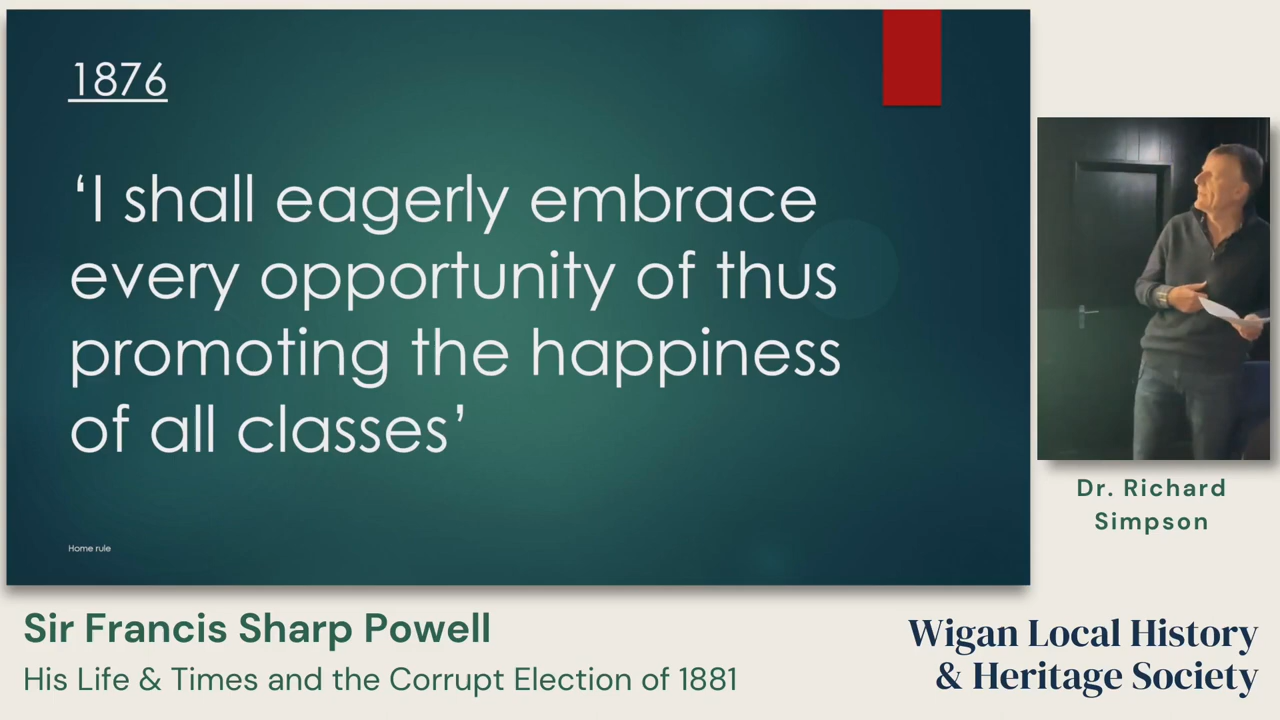 1876
‘I shall eagerly embrace
every opportunity of thus
promoting the happiness
of all classes’
Home rule
Dr. Richard
Simpson
Sir Francis Sharp Powell
His Life & Times and the Corrupt Election of 1881
Wigan Local History
& Heritage Society